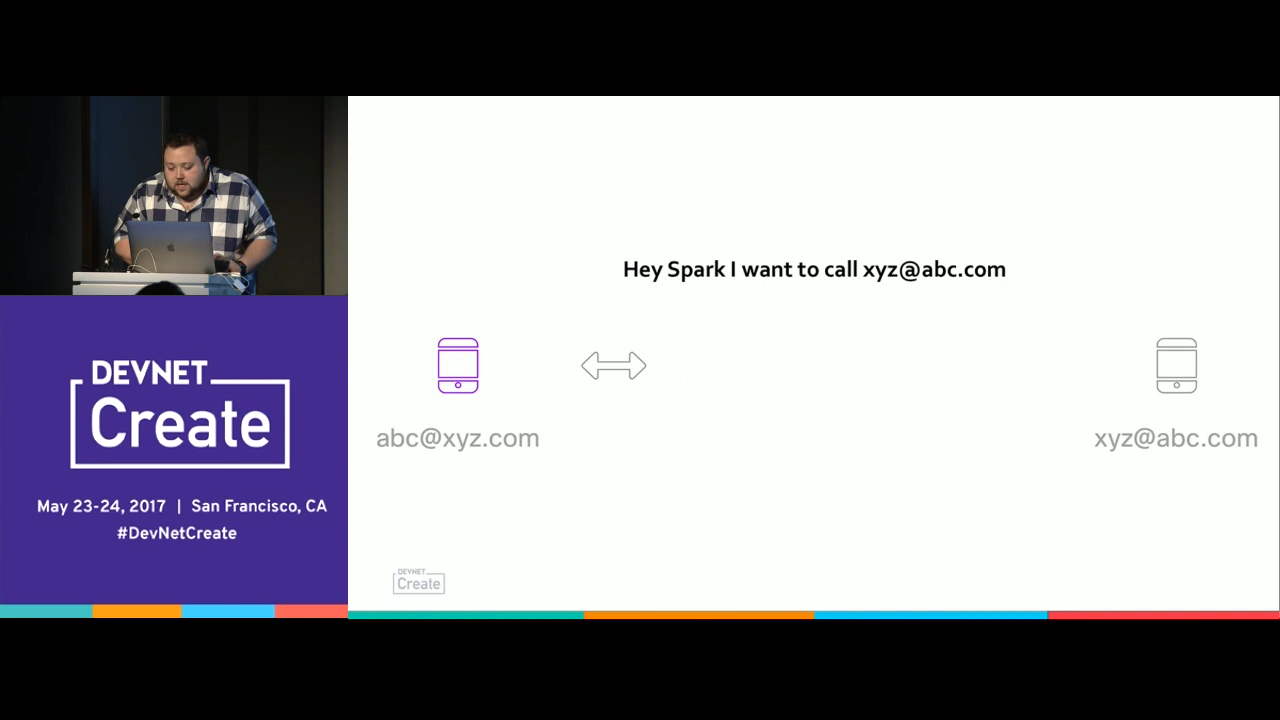 DEVNET
Create
May 23-24, 2017 | San Francisco, CA
#DevNetCreate
Hey Spark I want to call xyz@abc.com
abc@xyz.com
xyz@abc.com
DEVNET
Create